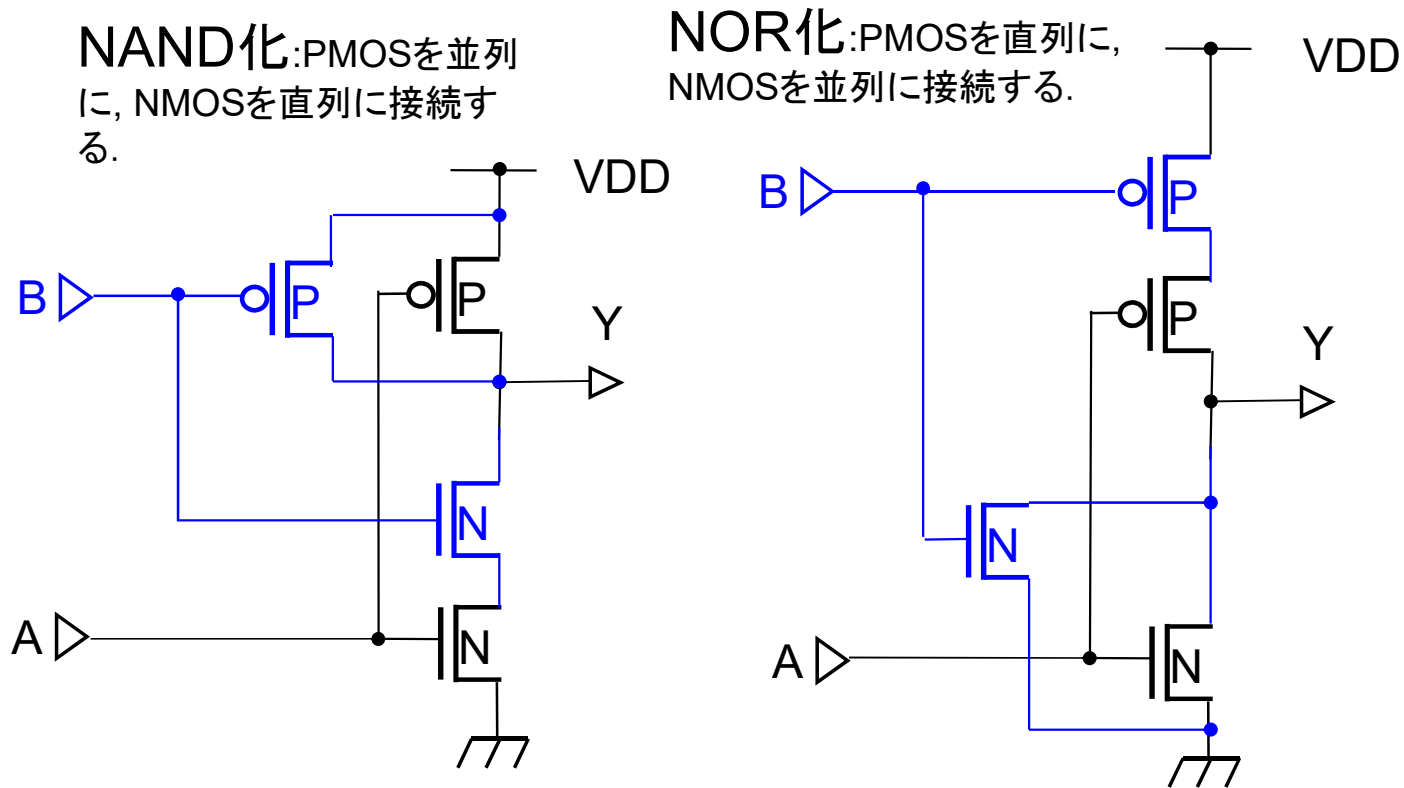 NAND化:PMOSを並列
に, NMOSを直列に接続す
る.
VDD
B
P
P
Y
N
A
N
NOR化:PMOSを直列に,
NMOSを並列に接続する.
VDD
B
P
P
Y
N
A
N